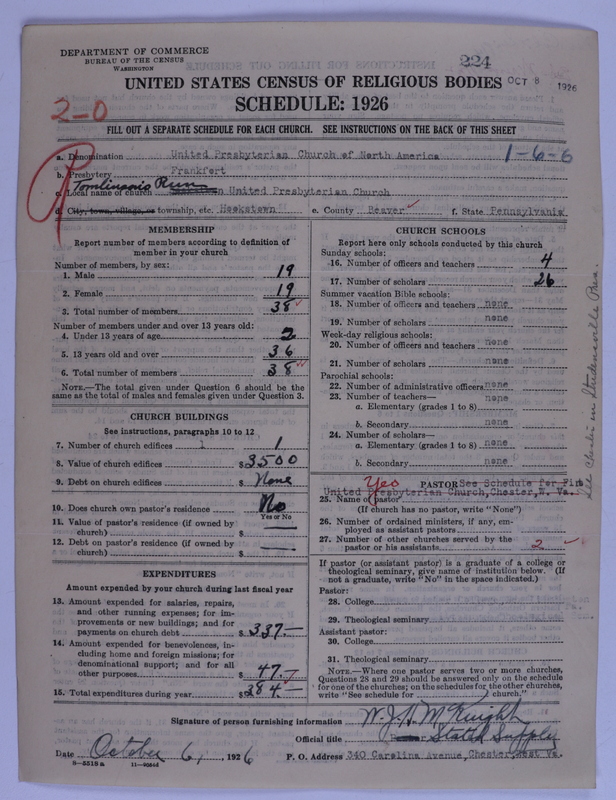 DEPARTMENT OF COMMERCE
BUREAU OF THE CENSUS
WASHINGTON
224
UNITED STATES CENSUS OF RELIGIOUS BODIES
OCT 8 1926
SCHEDULE: 1926
2-0
FILL OUT A SEPARATE SCHEDULE FOR EACH CHURCH. SEE INSTRUCTIONS ON THE BACK OF THIS SHEET
a. Denomination United Presbyterian Church of North America 1-6-6
b. Presbytery Frankfort
c. Local name of church Tomlinsons Run United Presbyterian Church
d. City, town, village, or township, etc. Hookstown e. County Beaver f. State Pennsylvania
MEMBERSHIP
Report number of members according to definition of member in your church
Number of members, by sex:
1. Male 19
2. Female 19
3. Total number of members 38
Number of members under and over 13 years old:
4. Under 13 years of age 2
5. 13 years old and over 36
6. Total number of members 38
NOTE.—The total given under Question 6 should be the
same as the total of males and females given under Question 3.
CHURCH BUILDINGS
See instructions, paragraphs 10 to 12
7. Number of church edifices 1 1
8. Value of church edifices $3500
9. Debt on church edifices $ None
10. Does church own pastor's residence? No
Yes or No
11. Value of pastor's residence (if owned by
church) $
12. Debt on pastor's residence (if owned by
church) $
EXPENDITURES
Amount expended by your church during last fiscal year
13. Amount expended for salaries, repairs,
and other running expenses; for im-
provements or new buildings; and for
payments on church debt $ 337.—
14. Amount expended for benevolences, in-
cluding home and foreign missions; for
denominational support; and for all
other purposes $ 47.—
15. Total expenditures during year $ 284.—
CHURCH SCHOOLS
Report here only schools conducted by this church
Sunday schools:
16. Number of officers and teachers 4
17. Number of scholars 26
Summer vacation Bible schools:
18. Number of officers and teachers none
19. Number of scholars none
Week-day religious schools:
20. Number of officers and teachers none
21. Number of scholars none
Parochial schools:
22. Number of administrative officers none
23. Number of teachers— none
a. Elementary (grades 1 to 8)
b. Secondary none
24. Number of scholars—
a. Elementary (grades 1 to 8) none
b. Secondary none
Yes PASTOR See Schedule for First
25. Name of pastor United Presbyterian Church, Chester, W. Va.
(If church has no pastor, write "None")
26. Number of ordained ministers, if any, em-
ployed as assistant pastors
27. Number of other churches served by the
pastor or his assistants 2
If pastor (or assistant pastor) is a graduate of a college or
theological seminary, give name of institution below. (If
not a graduate, write "No" in the space indicated.)
Pastor:
28. College
29. Theological seminary
Assistant pastor:
30. College
31. Theological seminary
NOTE.—Where one pastor serves two or more churches,
Questions 28 and 29 should be answered only on the schedule
for one of the churches; on the schedules for the other churches,
write "See schedule for church."
Signature of person furnishing information W. J. McKnight
Official title Stated Supply
Date October 6, 1926 P. O. Address 340 Carolina Avenue, Chester, West Va.
8-5518a